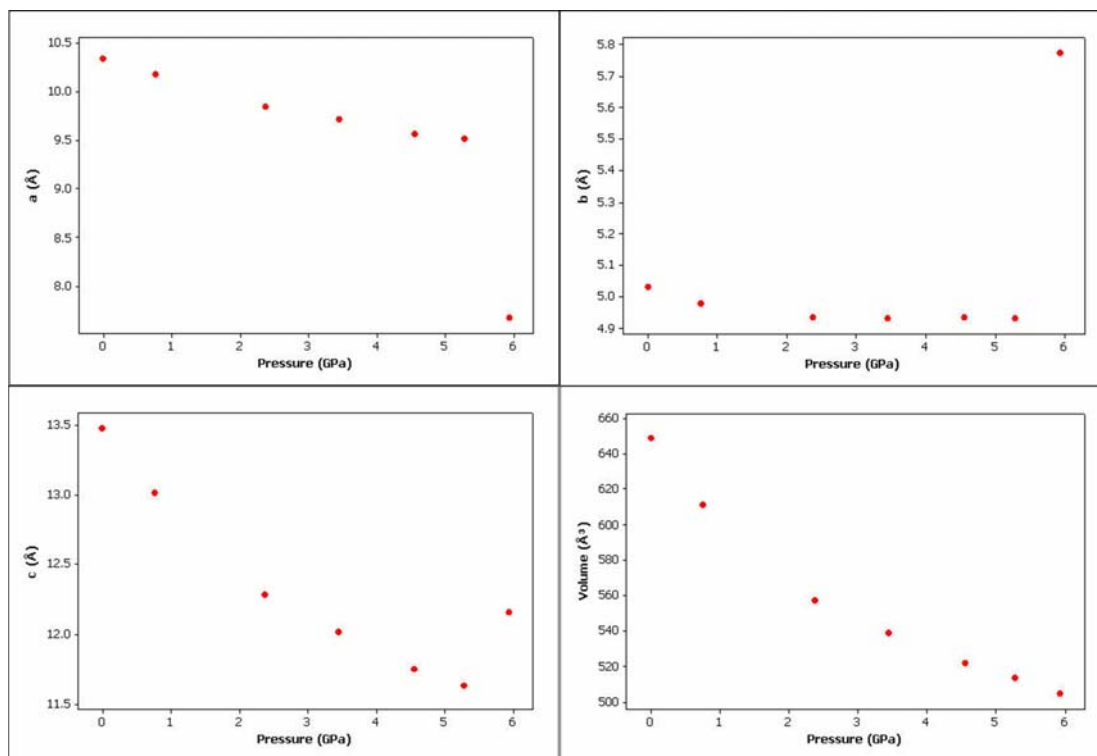 10.5
10.0
9.5
9.0
8.5
8.0
a (Å)
0 1 2 3 4 5 6
Pressure (GPa)
5.8
5.7
5.6
5.5
5.4
5.3
5.2
5.1
5.0
4.9
b (Å)
0 1 2 3 4 5 6
Pressure (GPa)
13.5
13.0
12.5
12.0
11.5
c (Å)
0 1 2 3 4 5 6
Pressure (GPa)
660
640
620
600
580
560
540
520
500
Volume (Å³)
0 1 2 3 4 5 6
Pressure (GPa)